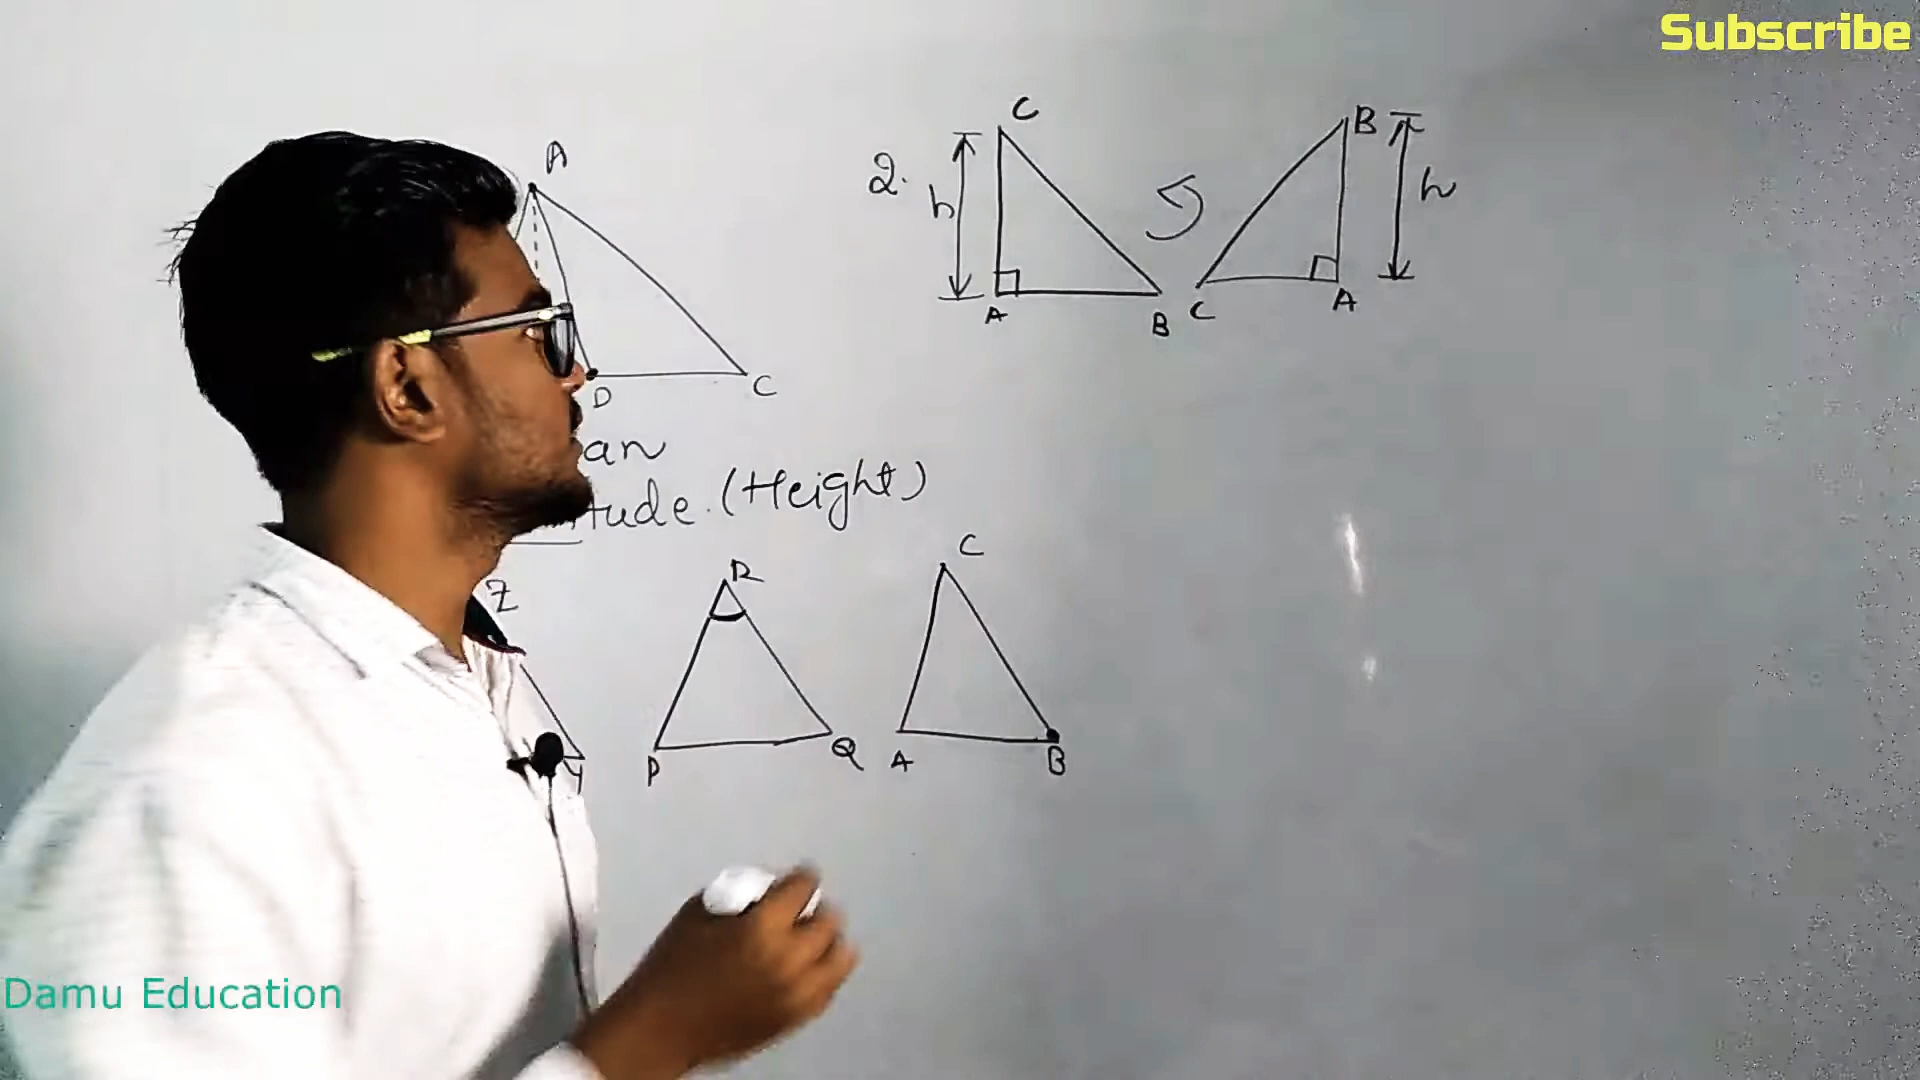 Subscribe
A
D
C
an
tude. (Height)
Z
Y
R
P
Q
C
A
B
2.
h
C
A
B
C
B
A
h
Damu Education